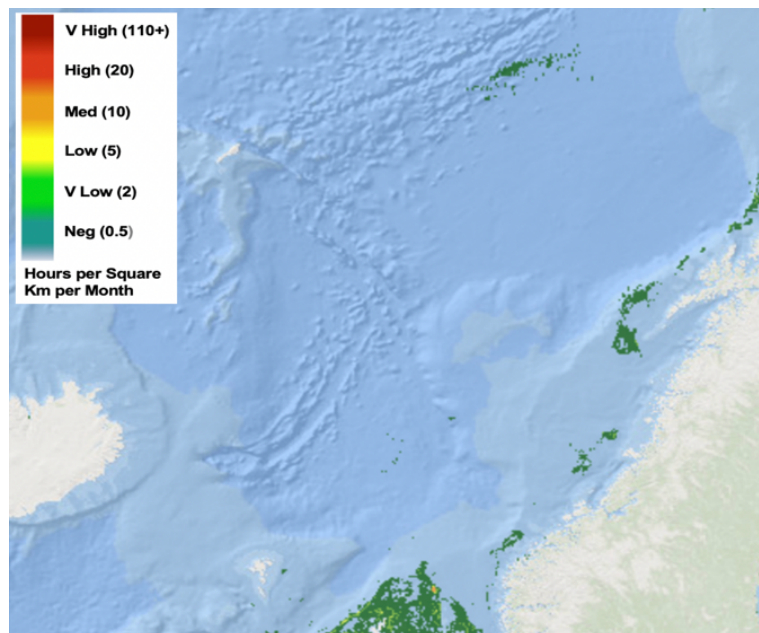 V High (110+)
High (20)
Med (10)
Low (5)
V Low (2)
Neg (0.5)
Hours per Square
Km per Month